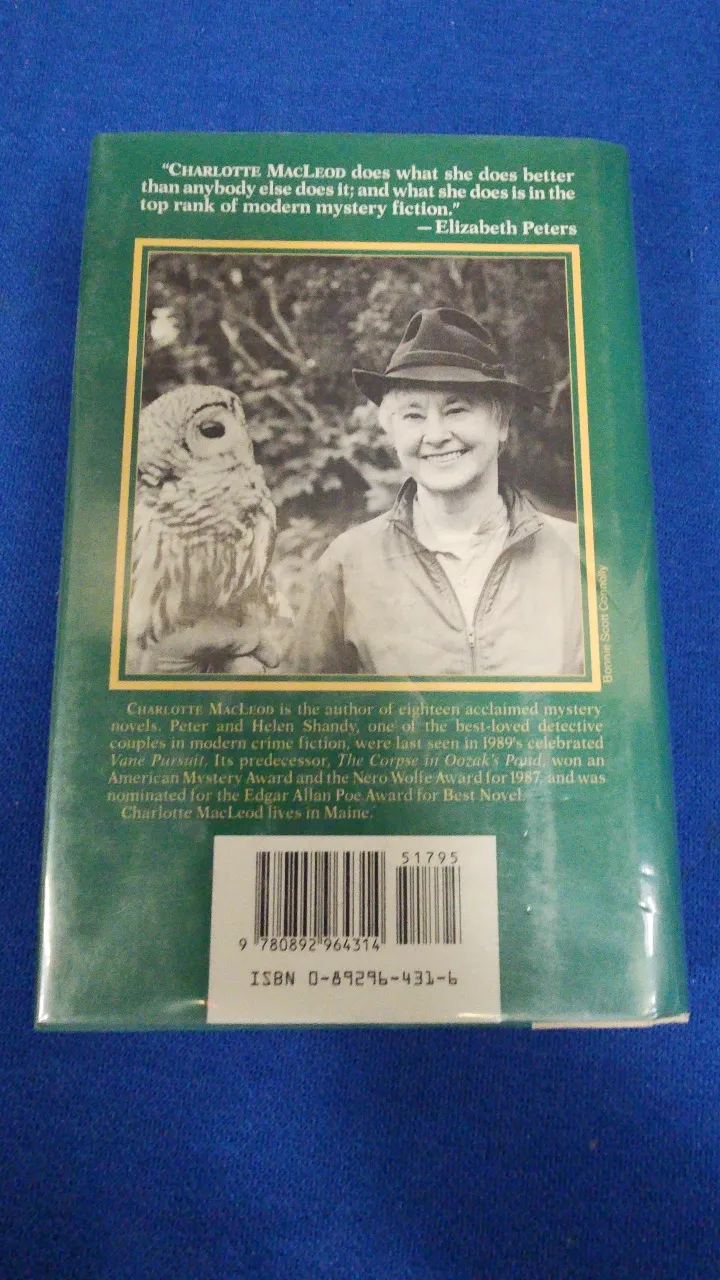 “CHARLOTTE MACLEOD does what she does better
than anybody else does it; and what she does is in the
top rank of modern mystery fiction.”
—Elizabeth Peters
Bonnie Scott Connolly
CHARLOTTE MACLEOD is the author of eighteen acclaimed mystery
novels. Peter and Helen Shandy, one of the best-loved detective
couples in modern crime fiction, were last seen in 1989's celebrated
Vane Pursuit. Its predecessor, The Corpse in Oozak's Pond, won an
American Mystery Award and the Nero Wolfe Award for 1987, and was
nominated for the Edgar Allan Poe Award for Best Novel.
Charlotte MacLeod lives in Maine.
51795
9 780892 964314
ISBN 0-89296-431-6